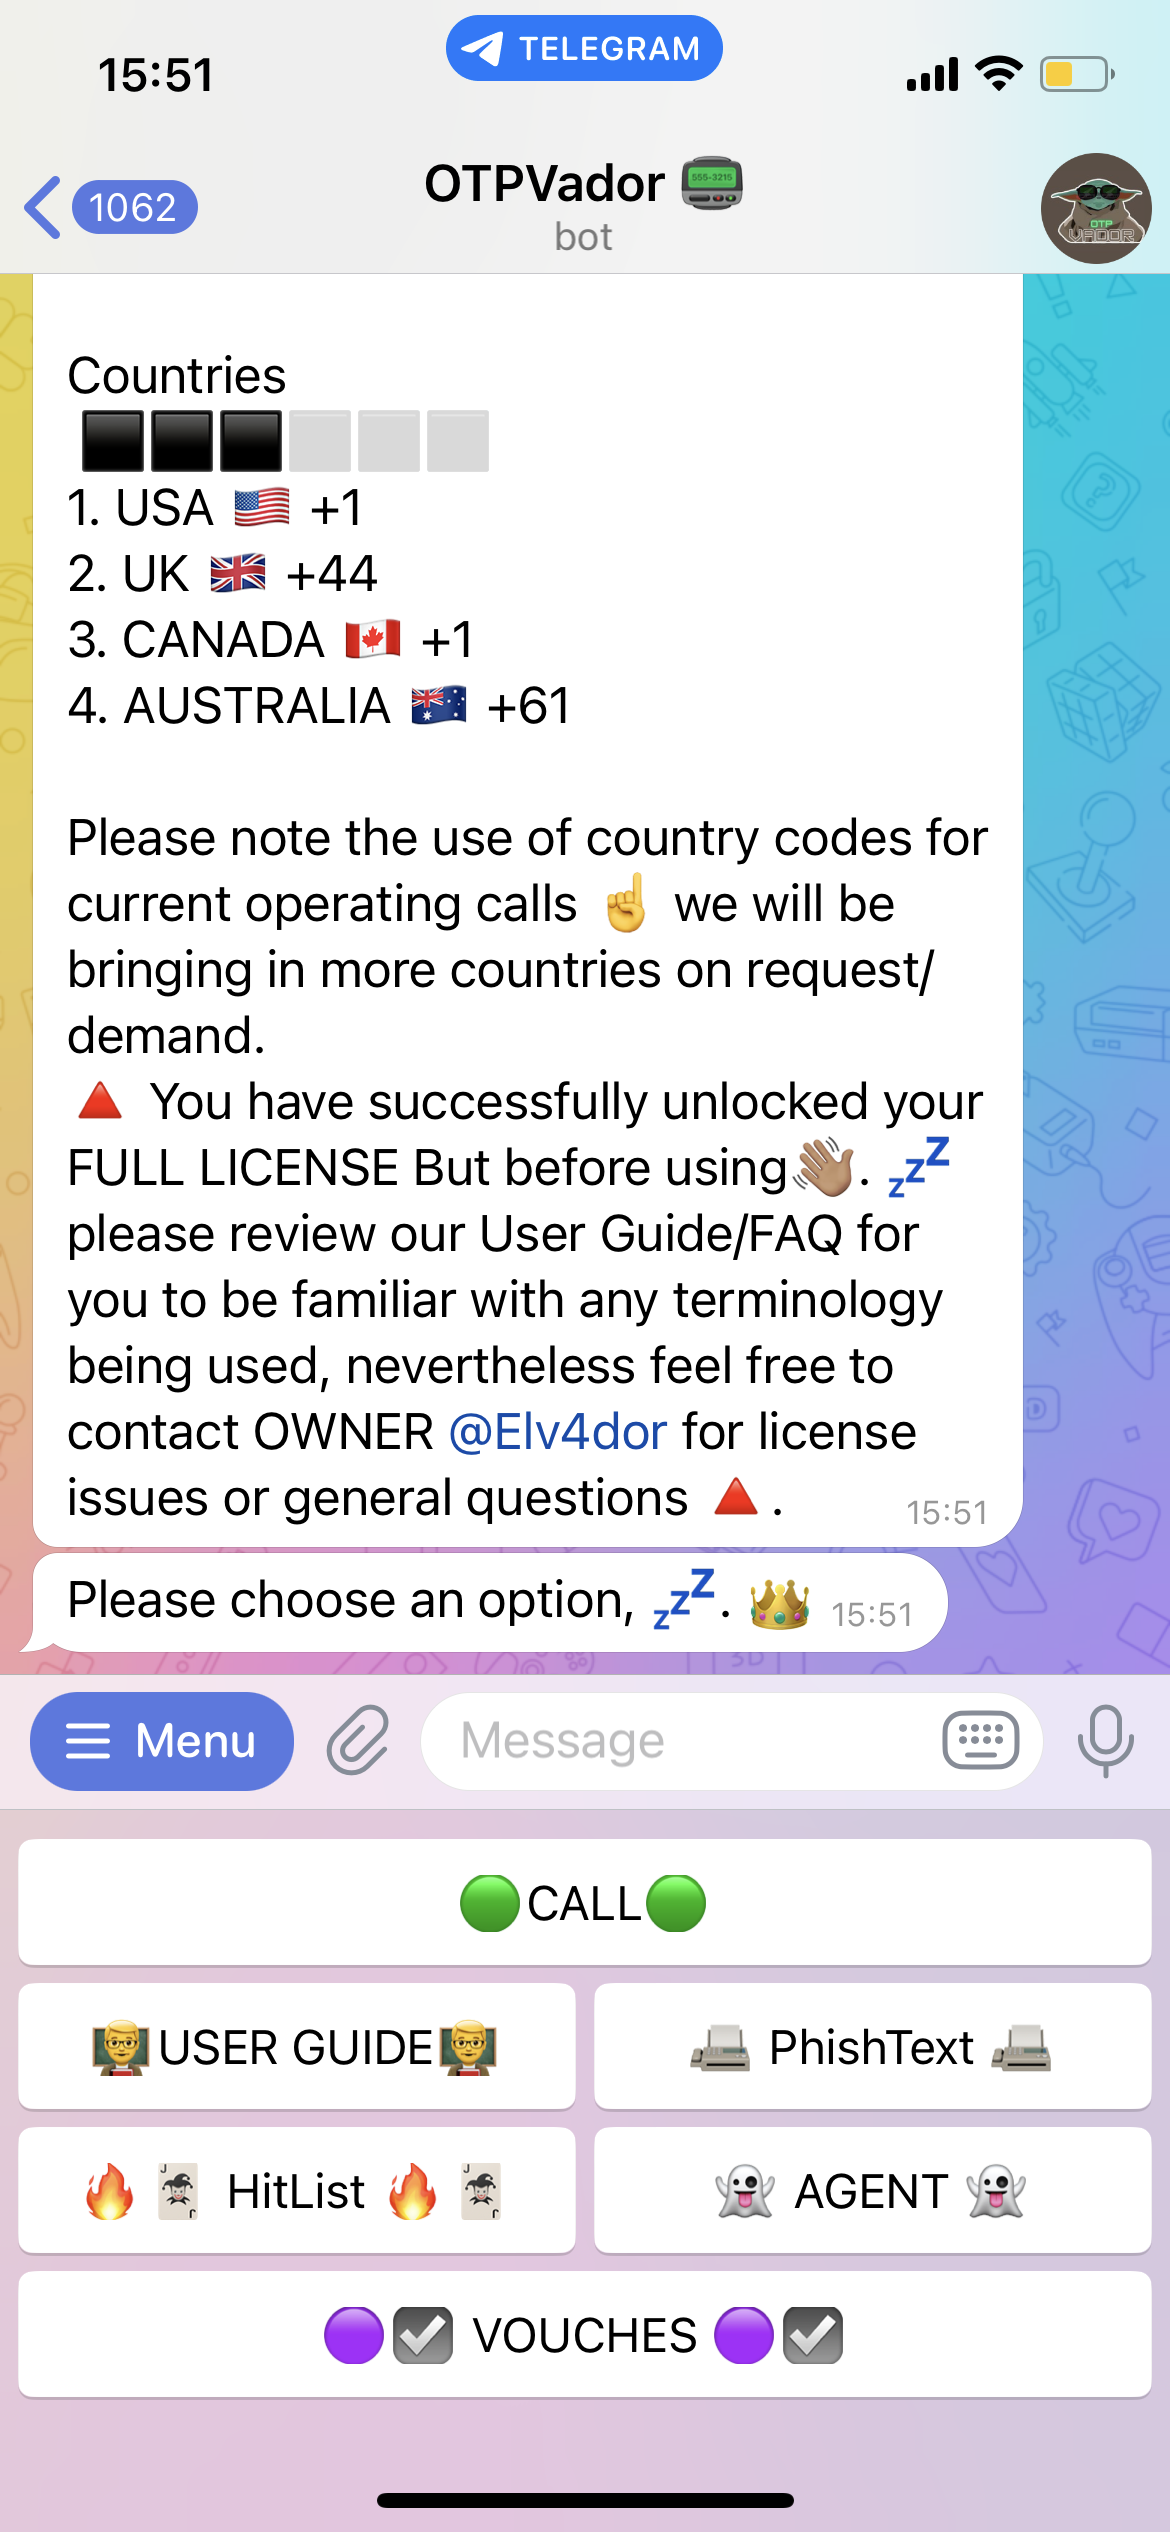 15:51
TELEGRAM
1062
OTPVador
555-3215
bot
OTP
VADOR
Countries
1. USA 🇺🇸 +1
2. UK 🇬🇧 +44
3. CANADA 🇨🇦 +1
4. AUSTRALIA 🇦🇺 +61
Please note the use of country codes for
current operating calls ☝️ we will be
bringing in more countries on request/
demand.
🔺 You have successfully unlocked your
FULL LICENSE But before using👋🏽. 💤
please review our User Guide/FAQ for
you to be familiar with any terminology
being used, nevertheless feel free to
contact OWNER @Elv4dor for license
issues or general questions 🔺.
15:51
Please choose an option, 💤. 👑
15:51
Menu
Message
🟢CALL🟢
👨‍🏫USER GUIDE👨‍🏫
📠 PhishText 📠
🔥 🃏 HitList 🔥 🃏
👻 AGENT 👻
🟣☑️ VOUCHES 🟣☑️